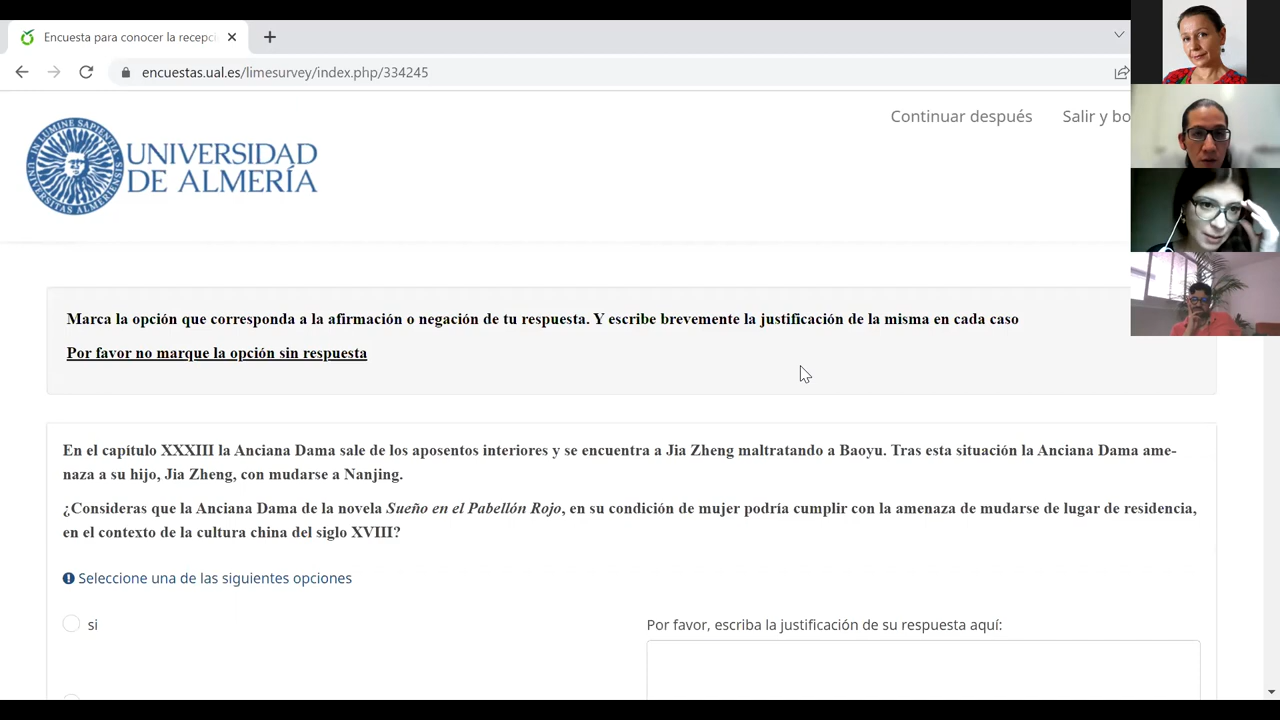 Encuesta para conocer la recepci
encuestas.ual.es/limesurvey/index.php/334245
Continuar después Salir y bo
IN LUMINE SAPIENTIA
UNIVERSITAS ALMERIENSIS
UNIVERSIDAD
DE ALMERÍA
Marca la opción que corresponda a la afirmación o negación de tu respuesta. Y escribe brevemente la justificación de la misma en cada caso
Por favor no marque la opción sin respuesta
En el capítulo XXXIII la Anciana Dama sale de los aposentos interiores y se encuentra a Jia Zheng maltratando a Baoyu. Tras esta situación la Anciana Dama ame-
naza a su hijo, Jia Zheng, con mudarse a Nanjing.
¿Consideras que la Anciana Dama de la novela Sueño en el Pabellón Rojo, en su condición de mujer podría cumplir con la amenaza de mudarse de lugar de residencia,
en el contexto de la cultura china del siglo XVIII?
Seleccione una de las siguientes opciones
si
Por favor, escriba la justificación de su respuesta aquí: